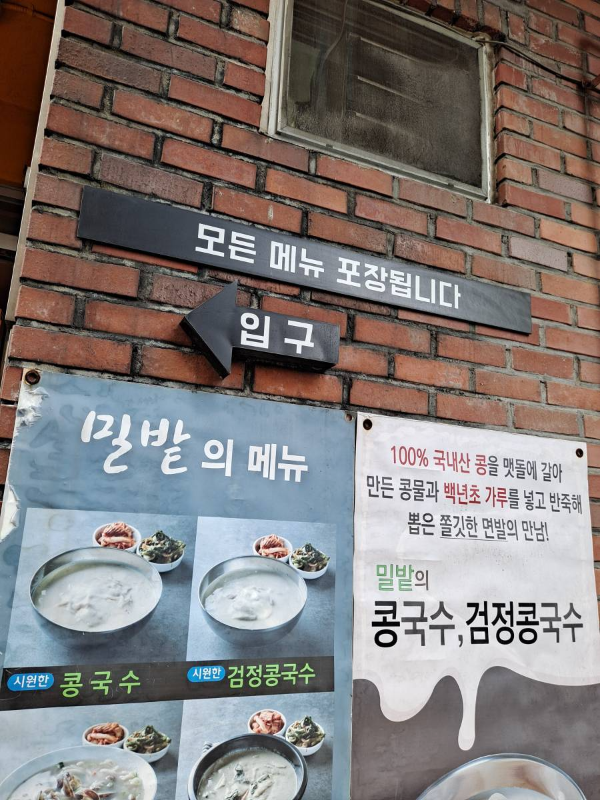 모든 메뉴 포장됩니다
입구
밀밭의 메뉴
시원한 콩국수
시원한 검정콩국수
100% 국내산 콩을 맷돌에 갈아
만든 콩물과 백년초 가루를 넣고 반죽해
뽑은 쫄깃한 면발의 만남!
밀밭의
콩국수,검정콩국수